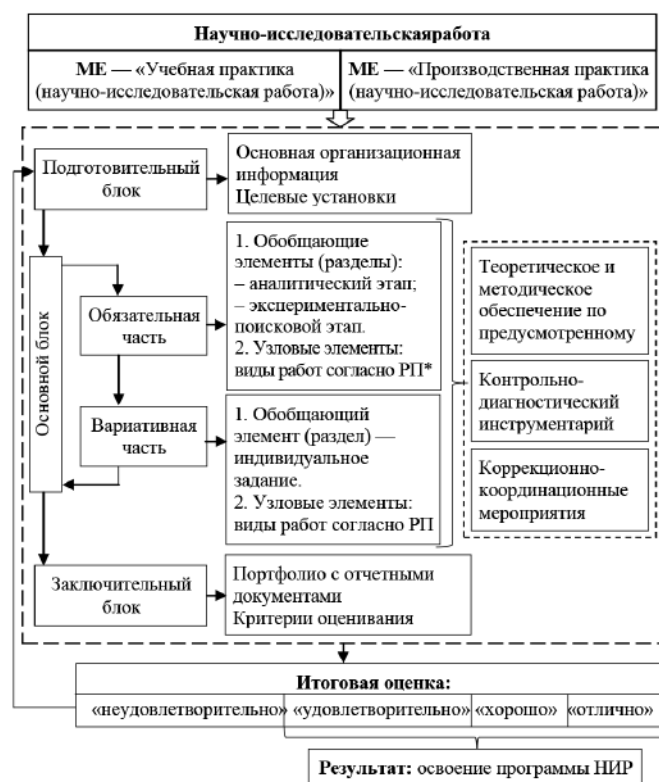 Научно-исследовательскаяработа
МЕ — «Учебная практика
(научно-исследовательская работа)»
МЕ — «Производственная практика
(научно-исследовательская работа)»
Подготовительный
блок
Основная организационная
информация
Целевые установки
Основной блок
Обязательная
часть
1. Обобщающие
элементы (разделы):
– аналитический этап;
– экспериментально-
поисковой этап.
2. Узловые элементы:
виды работ согласно РП*
Вариативная
часть
1. Обобщающий
элемент (раздел) —
индивидуальное
задание.
2. Узловые элементы:
виды работ согласно РП
Теоретическое и
методическое
обеспечение по
предусмотренному
Контрольно-
диагностический
инструментарий
Коррекционно-
координационные
мероприятия
Заключительный
блок
Портфолио с отчетными
документами
Критерии оценивания
Итоговая оценка:
«неудовлетворительно» «удовлетворительно» «хорошо» «отлично»
Результат: освоение программы НИР